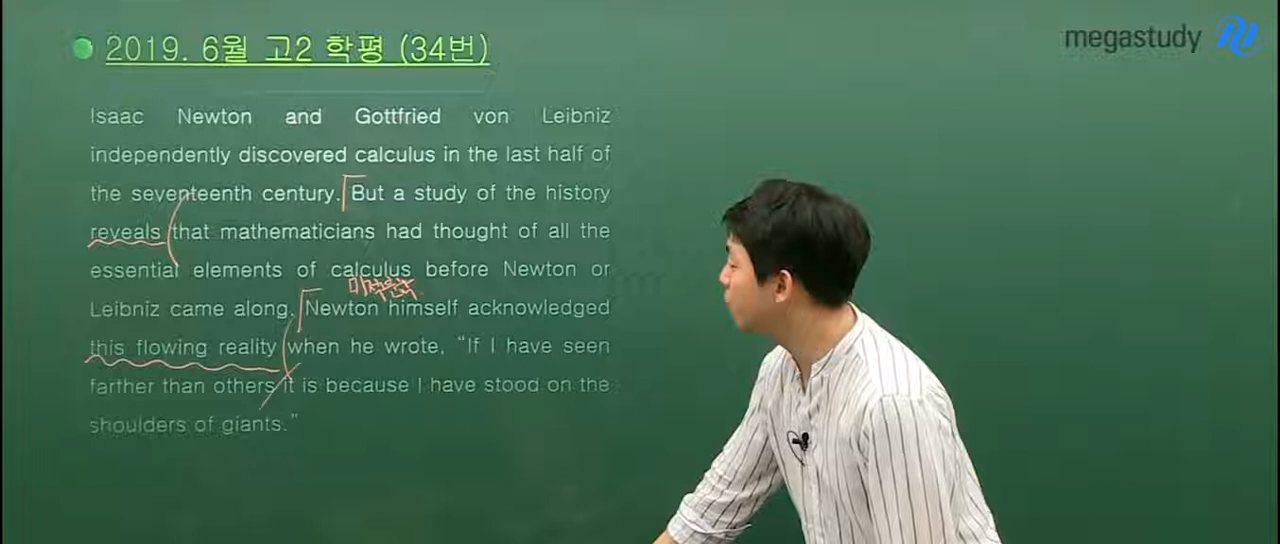 2019. 6월 고2 학평 (34번)
megastudy
Isaac Newton and Gottfried von Leibniz
independently discovered calculus in the last half of
the seventeenth century. But a study of the history
reveals that mathematicians had thought of all the
essential elements of calculus before Newton or
미적분학
Leibniz came along. Newton himself acknowledged
this flowing reality when he wrote, “If I have seen
farther than others it is because I have stood on the
shoulders of giants.”